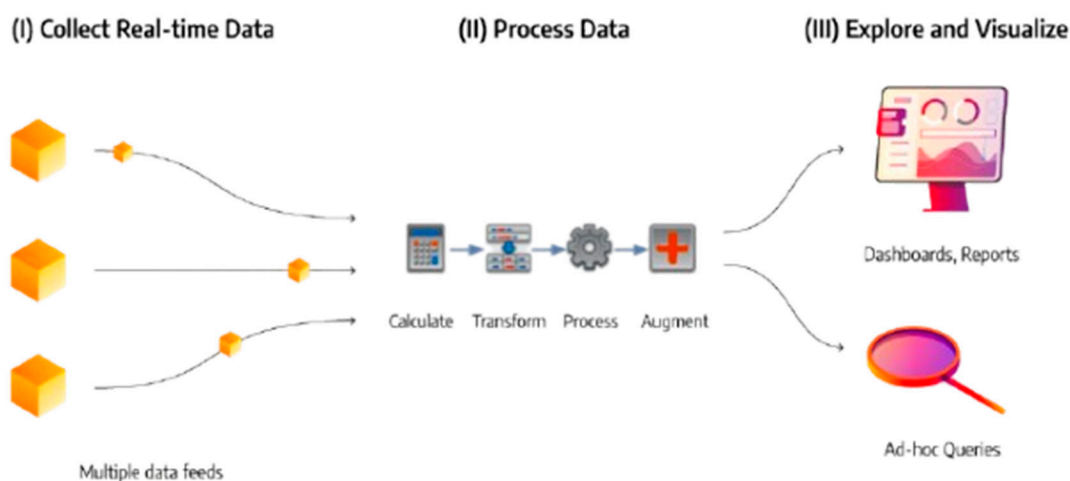 (I) Collect Real-time Data
(II) Process Data
(III) Explore and Visualize
Calculate
Transform
Process
Augment
Dashboards, Reports
Ad-hoc Queries
Multiple data feeds